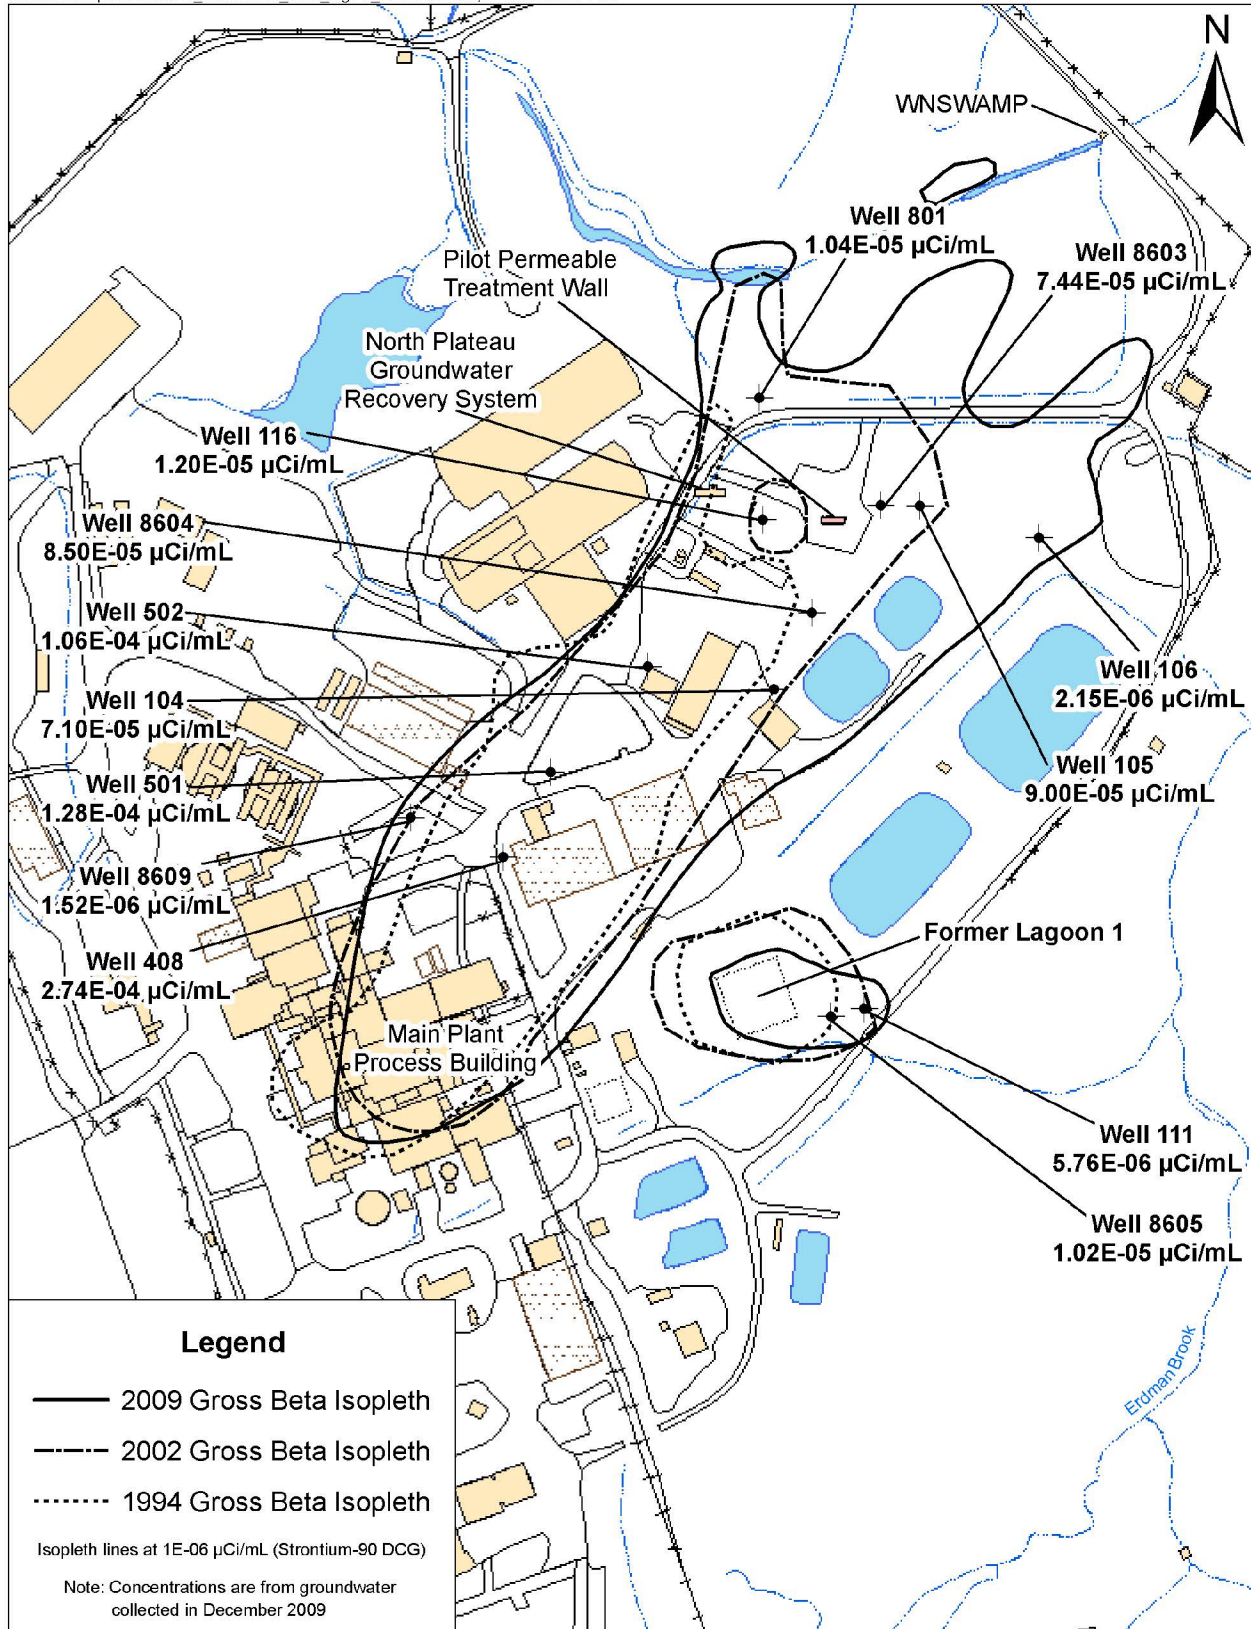 N
WNSWAMP
Well 801
1.04E-05 µCi/mL
Well 8603
7.44E-05 µCi/mL
Pilot Permeable
Treatment Wall
North Plateau
Groundwater
Recovery System
Well 116
1.20E-05 µCi/mL
Well 8604
8.50E-05 µCi/mL
Well 502
1.06E-04 µCi/mL
Well 106
2.15E-06 µCi/mL
Well 104
7.10E-05 µCi/mL
Well 105
9.00E-05 µCi/mL
Well 501
1.28E-04 µCi/mL
Well 8609
1.52E-06 µCi/mL
Former Lagoon 1
Well 408
2.74E-04 µCi/mL
Main Plant
Process Building
Well 111
5.76E-06 µCi/mL
Well 8605
1.02E-05 µCi/mL
Erdman Brook
Legend
2009 Gross Beta Isopleth
2002 Gross Beta Isopleth
1994 Gross Beta Isopleth
Isopleth lines at 1E-06 µCi/mL (Strontium-90 DCG)
Note: Concentrations are from groundwater
collected in December 2009